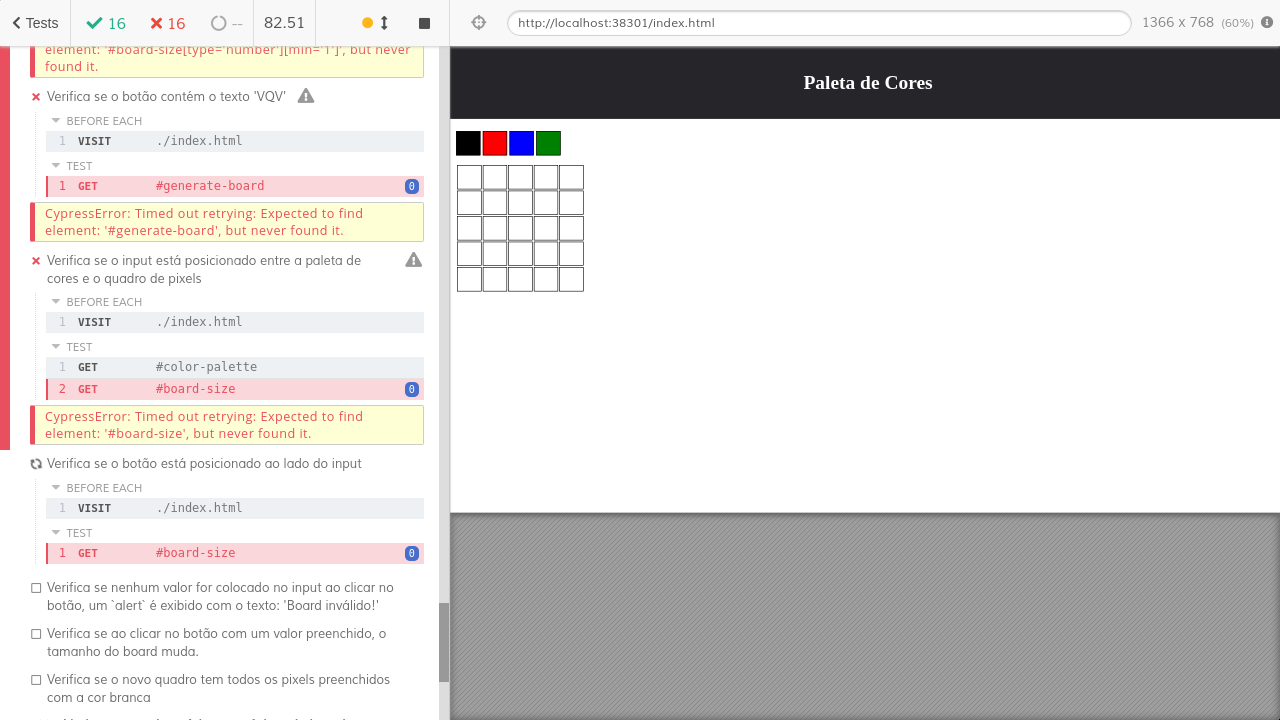 Tests 16 16 -- 82.51
http://localhost:38301/index.html 1366 x 768 (60%)
element: '#board-size[type='number'][min='1']', but never
found it.
Verifica se o botão contém o texto 'VQV'
BEFORE EACH
1 VISIT ./index.html
TEST
1 GET #generate-board 0
CypressError: Timed out retrying: Expected to find
element: '#generate-board', but never found it.
Verifica se o input está posicionado entre a paleta de
cores e o quadro de pixels
BEFORE EACH
1 VISIT ./index.html
TEST
1 GET #color-palette
2 GET #board-size 0
CypressError: Timed out retrying: Expected to find
element: '#board-size', but never found it.
Verifica se o botão está posicionado ao lado do input
BEFORE EACH
1 VISIT ./index.html
TEST
1 GET #board-size 0
Verifica se nenhum valor for colocado no input ao clicar no
botão, um `alert` é exibido com o texto: 'Board inválido!'
Verifica se ao clicar no botão com um valor preenchido, o
tamanho do board muda.
Verifica se o novo quadro tem todos os pixels preenchidos
com a cor branca
Paleta de Cores